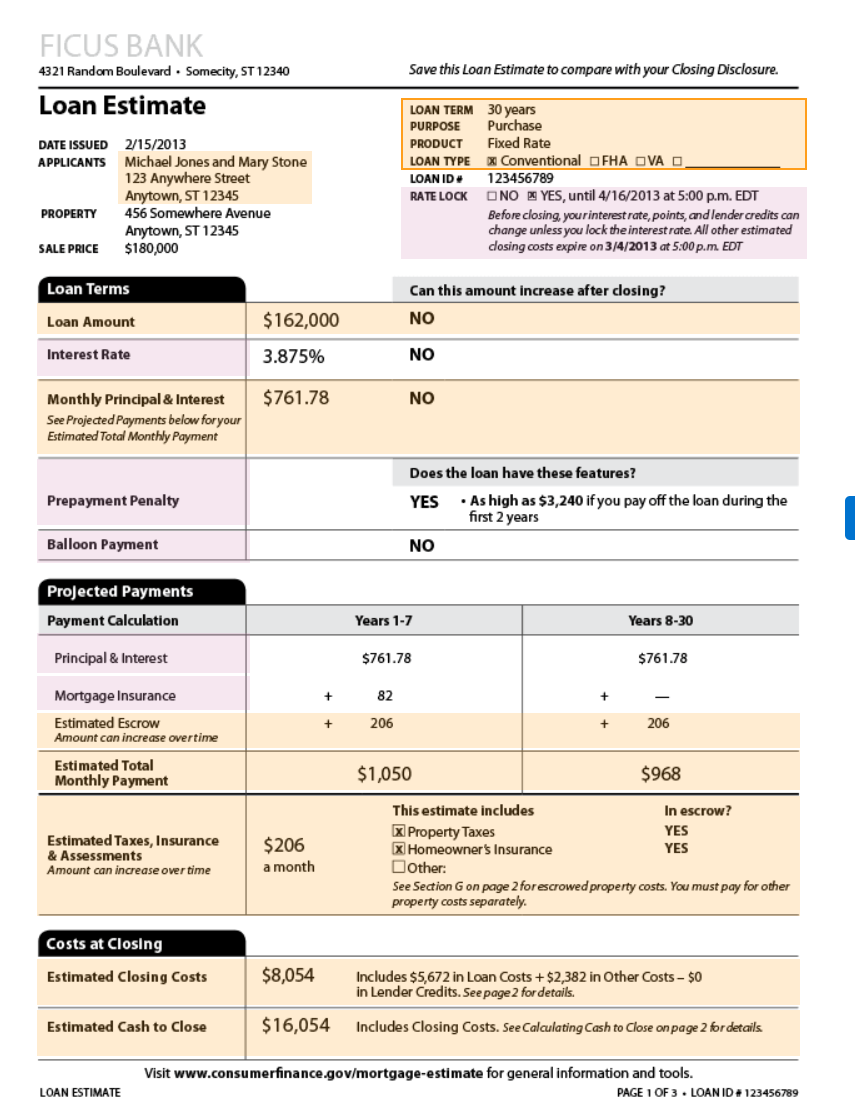 FICUS BANK
4321 Random Boulevard • Somecity, ST 12340
Save this Loan Estimate to compare with your Closing Disclosure.
Loan Estimate
DATE ISSUED 2/15/2013
APPLICANTS Michael Jones and Mary Stone
123 Anywhere Street
Anytown, ST 12345
PROPERTY 456 Somewhere Avenue
Anytown, ST 12345
SALE PRICE $180,000
LOAN TERM 30 years
PURPOSE Purchase
PRODUCT Fixed Rate
LOAN TYPE ☒ Conventional ☐ FHA ☐ VA ☐ _______________
LOAN ID # 123456789
RATE LOCK ☐ NO ☒ YES, until 4/16/2013 at 5:00 p.m. EDT
Before closing, your interest rate, points, and lender credits can
change unless you lock the interest rate. All other estimated
closing costs expire on 3/4/2013 at 5:00 p.m. EDT
Loan Terms Can this amount increase after closing?
Loan Amount $162,000 NO
Interest Rate 3.875% NO
Monthly Principal & Interest $761.78 NO
See Projected Payments below for your
Estimated Total Monthly Payment
Does the loan have these features?
Prepayment Penalty YES • As high as $3,240 if you pay off the loan during the
first 2 years
Balloon Payment NO
Projected Payments
Payment Calculation Years 1-7 Years 8-30
Principal & Interest $761.78 $761.78
Mortgage Insurance + 82 + —
Estimated Escrow + 206 + 206
Amount can increase over time
Estimated Total
Monthly Payment $1,050 $968
Estimated Taxes, Insurance
& Assessments
Amount can increase over time
$206
a month
This estimate includes In escrow?
☒ Property Taxes YES
☒ Homeowner's Insurance YES
☐ Other:
See Section G on page 2 for escrowed property costs. You must pay for other
property costs separately.
Costs at Closing
Estimated Closing Costs $8,054 Includes $5,672 in Loan Costs + $2,382 in Other Costs – $0
in Lender Credits. See page 2 for details.
Estimated Cash to Close $16,054 Includes Closing Costs. See Calculating Cash to Close on page 2 for details.
Visit www.consumerfinance.gov/mortgage-estimate for general information and tools.
LOAN ESTIMATE PAGE 1 OF 3 • LOAN ID # 123456789